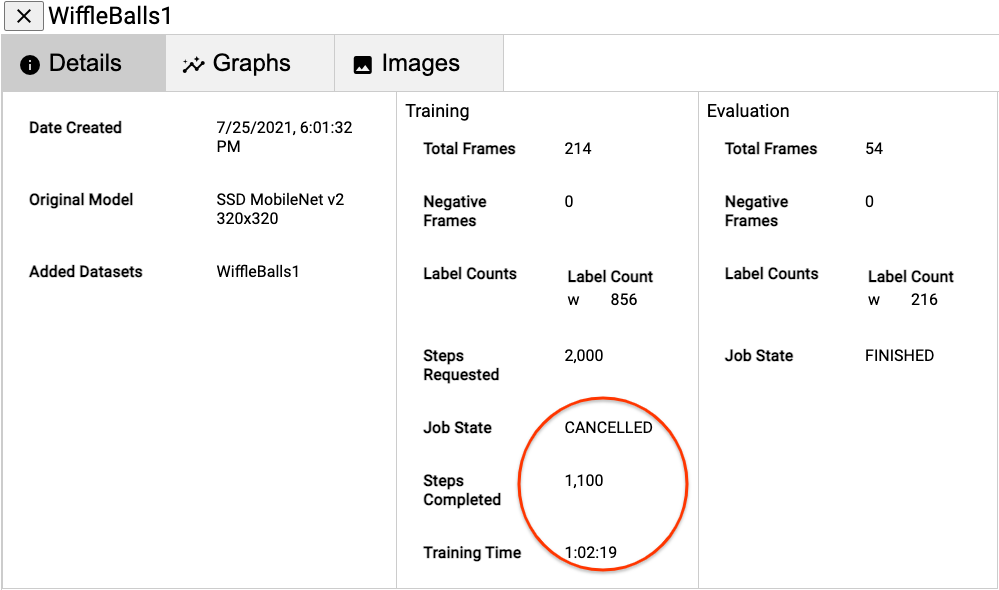 WiffleBalls1
Details
Graphs
Images
Date Created
7/25/2021, 6:01:32
PM
Original Model
SSD MobileNet v2
320x320
Added Datasets
WiffleBalls1
Training
Total Frames
214
Negative
Frames
0
Label Counts
Label Count
w 856
Steps
Requested
2,000
Job State
CANCELLED
Steps
Completed
1,100
Training Time
1:02:19
Evaluation
Total Frames
54
Negative
Frames
0
Label Counts
Label Count
w 216
Job State
FINISHED